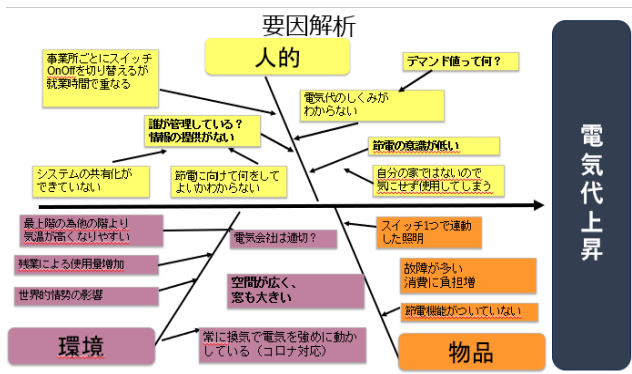 要因解析
人的
事業所ごとにスイッチ
OnOffを切り替えるが
就業時間で重なる
デマンド値って何？
電気代のしくみが
わからない
誰が管理している？
情報の提供がない
節電の意識が低い
システムの共有化が
できていない
節電に向けて何をして
よいかわからない
自分の家ではないので
気にせず使用してしまう
電気代上昇
最上階の為他の階より
気温が高くなりやすい
電気会社は適切？
スイッチ1つで連動
した照明
残業による使用量増加
空間が広く、
窓も大きい
故障が多い
消費に負担増
世界的情勢の影響
節電機能がついていない
環境
常に換気で電気を強めに動か
している（コロナ対応）
物品